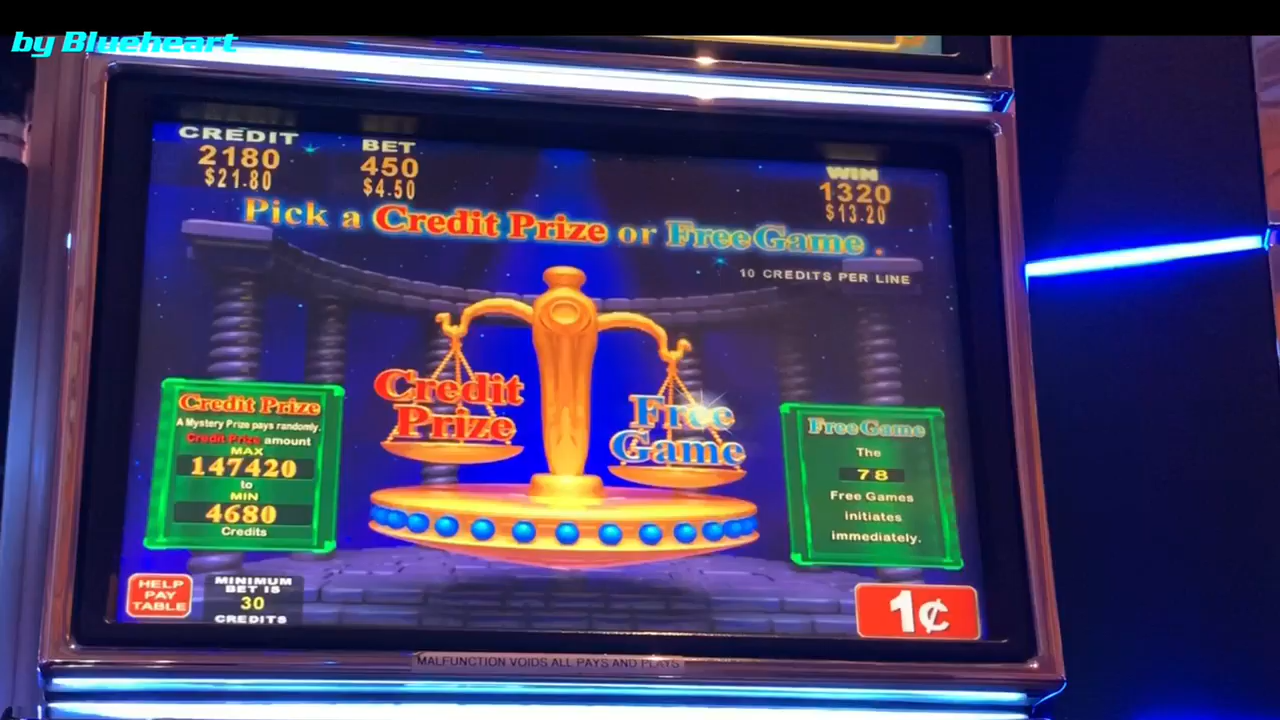 by Blueheart
CREDIT
2180
$21.80
BET
450
$4.50
WIN
1320
$13.20
Pick a Credit Prize or Free Game .
10 CREDITS PER LINE
Credit Prize
Free Game
Credit Prize
A Mystery Prize pays randomly.
Credit Prize amount
MAX
147420
to
MIN
4680
Credits
Free Game
The
78
Free Games
initiates
immediately.
HELP
PAY
TABLE
MINIMUM
BET IS
30
CREDITS
1¢
MALFUNCTION VOIDS ALL PAYS AND PLAYS